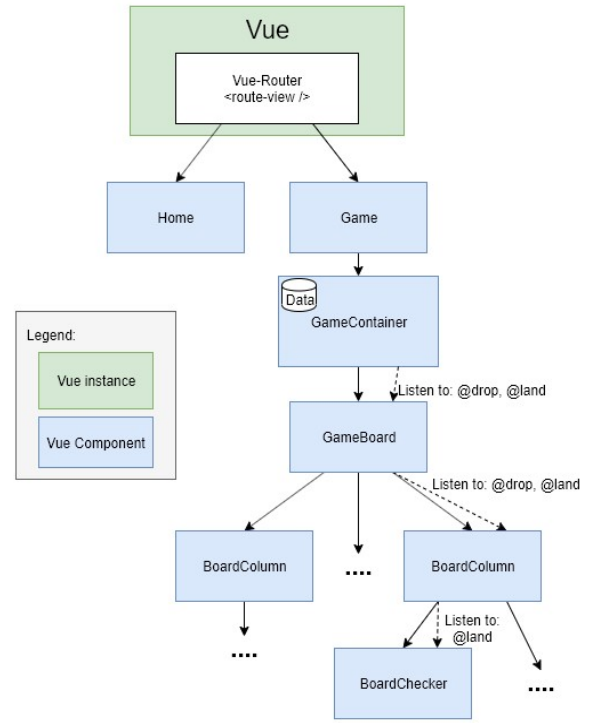 Vue
Vue-Router
<route-view />
Home
Game
Data
GameContainer
Legend:
Vue instance
Vue Component
Listen to: @drop, @land
GameBoard
Listen to: @drop, @land
BoardColumn
....
BoardColumn
....
Listen to:
@land
BoardChecker
....